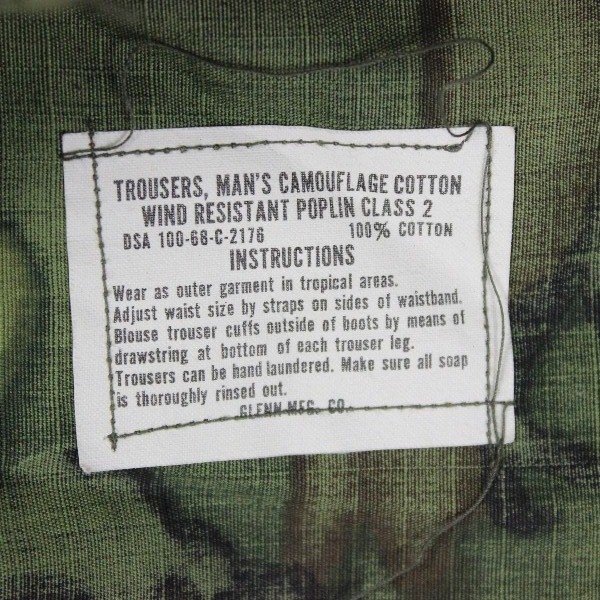 TROUSERS, MAN'S CAMOUFLAGE COTTON
WIND RESISTANT POPLIN CLASS 2
DSA 100-68-C-2176 100% COTTON
INSTRUCTIONS
Wear as outer garment in tropical areas.
Adjust waist size by straps on sides of waistband.
Blouse trouser cuffs outside of boots by means of
drawstring at bottom of each trouser leg.
Trousers can be hand laundered. Make sure all soap
is thoroughly rinsed out.
GLENN MFG. CO.